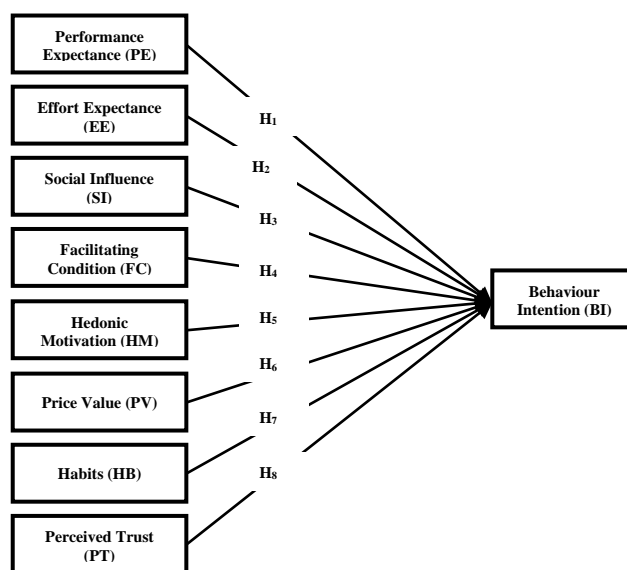 Performance
Expectance (PE)
Effort Expectance
(EE)
Social Influence
(SI)
Facilitating
Condition (FC)
Hedonic
Motivation (HM)
Price Value (PV)
Habits (HB)
Perceived Trust
(PT)
H1
H2
H3
H4
H5
H6
H7
H8
Behaviour
Intention (BI)